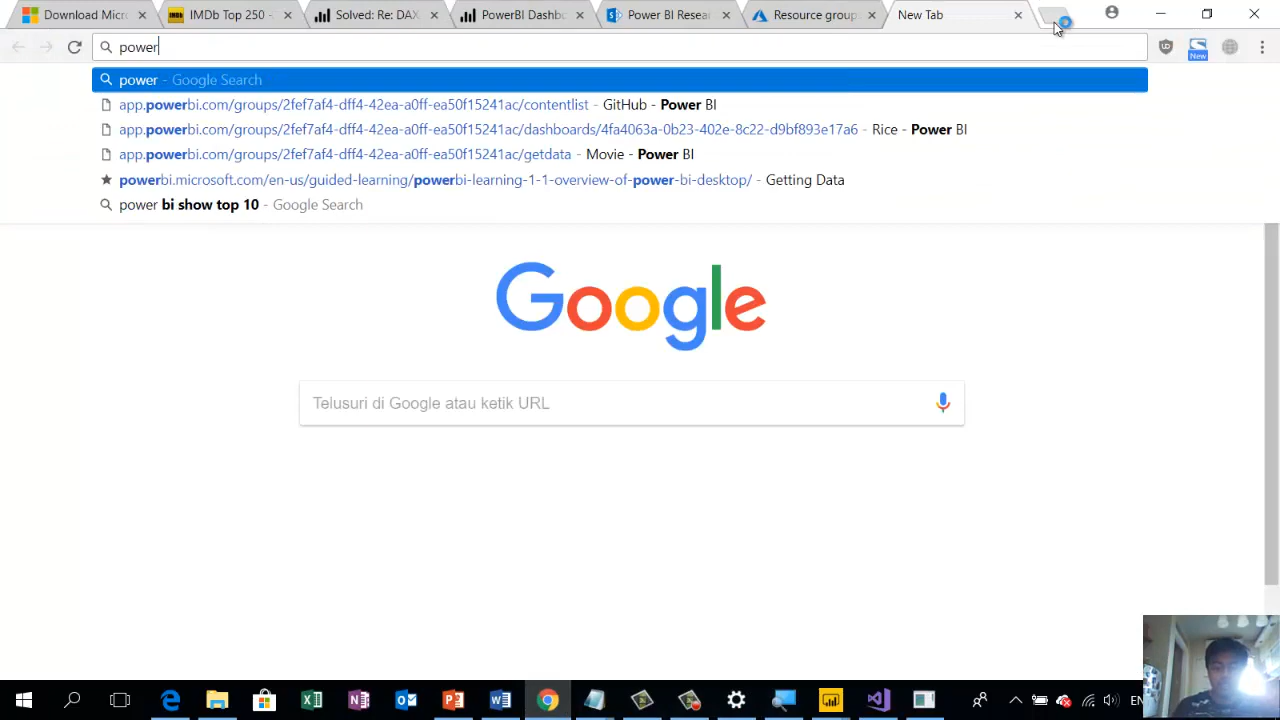 Download Micr
IMDb Top 250 -
Solved: Re: DAX
PowerBI Dashbo
Power BI Resear
Resource group
New Tab
power
New
power - Google Search
app.powerbi.com/groups/2fef7af4-dff4-42ea-a0ff-ea50f15241ac/contentlist - GitHub - Power BI
app.powerbi.com/groups/2fef7af4-dff4-42ea-a0ff-ea50f15241ac/dashboards/4fa4063a-0b23-402e-8c22-d9bf893e17a6 - Rice - Power BI
app.powerbi.com/groups/2fef7af4-dff4-42ea-a0ff-ea50f15241ac/getdata - Movie - Power BI
powerbi.microsoft.com/en-us/guided-learning/powerbi-learning-1-1-overview-of-power-bi-desktop/ - Getting Data
power bi show top 10 - Google Search
Google
Telusuri di Google atau ketik URL